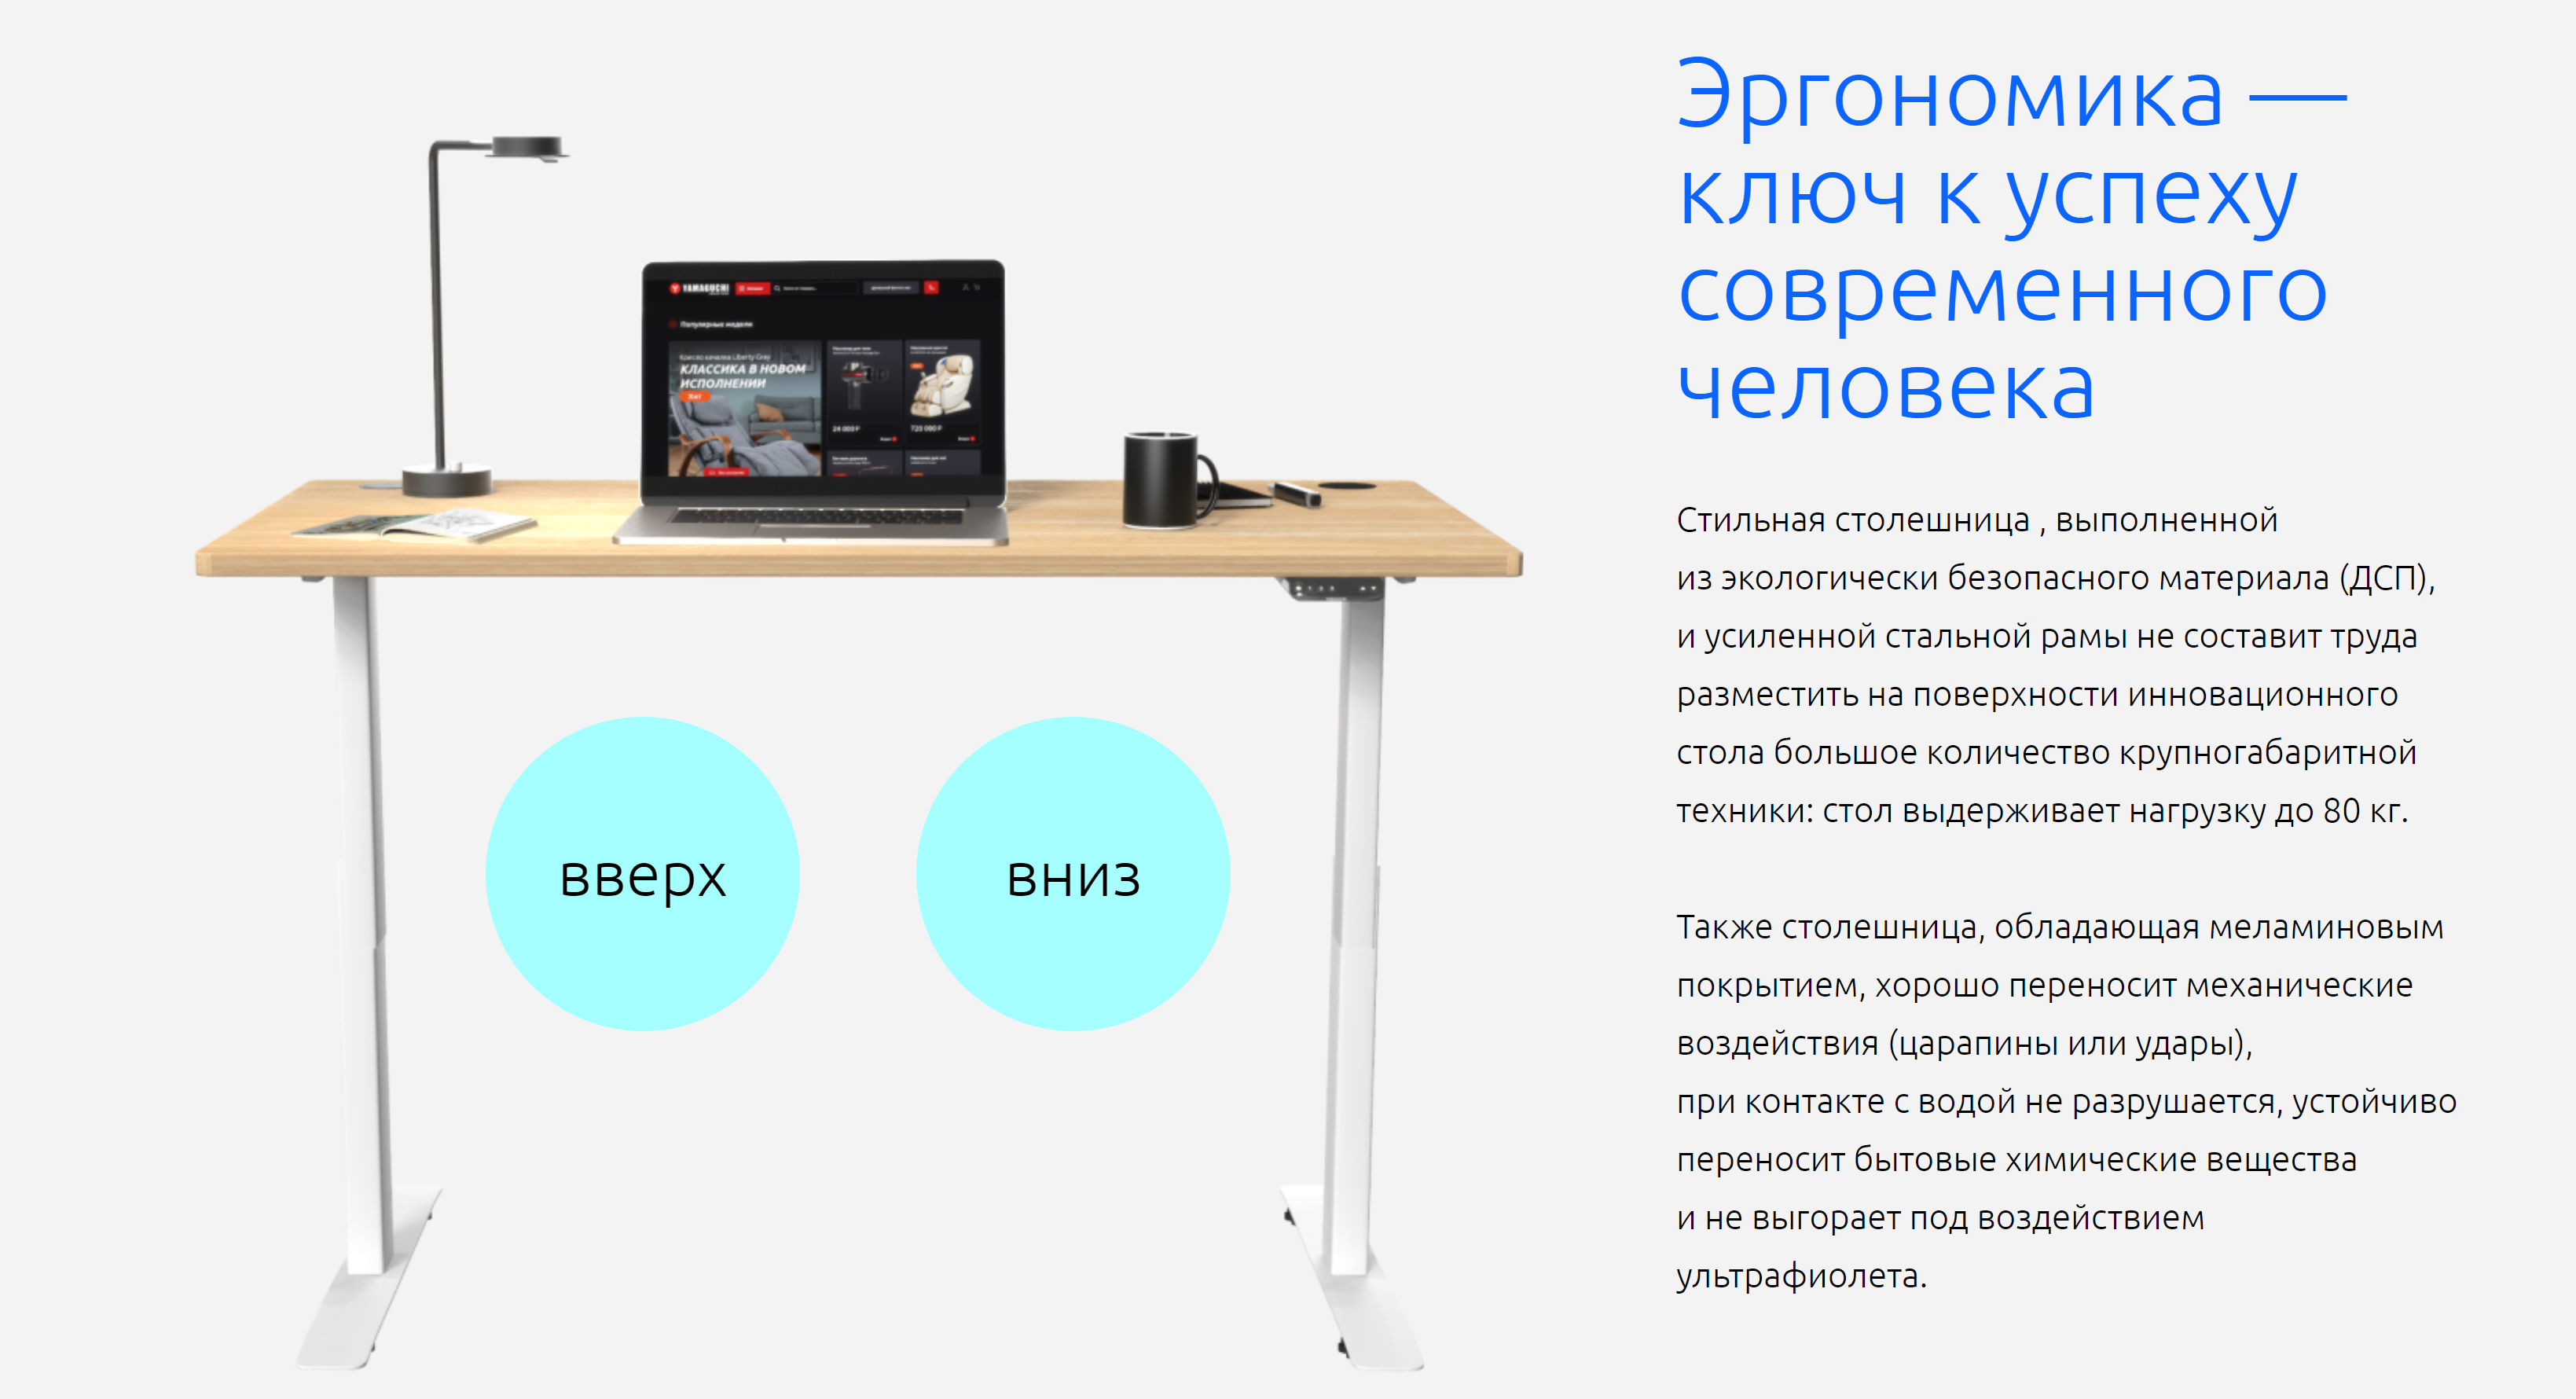 Эргономика —
ключ к успеху
современного
человека
YAMAGUCHI
Популярные модели
Кресло качалка Liberty Grey
КЛАССИКА В НОВОМ
ИСПОЛНЕНИИ
Хит
24 000 ₽
720 000 ₽
Стильная столешница , выполненной
из экологически безопасного материала (ДСП),
и усиленной стальной рамы не составит труда
разместить на поверхности инновационного
стола большое количество крупногабаритной
техники: стол выдерживает нагрузку до 80 кг.
вверх
вниз
Также столешница, обладающая меламиновым
покрытием, хорошо переносит механические
воздействия (царапины или удары),
при контакте с водой не разрушается, устойчиво
переносит бытовые химические вещества
и не выгорает под воздействием
ультрафиолета.